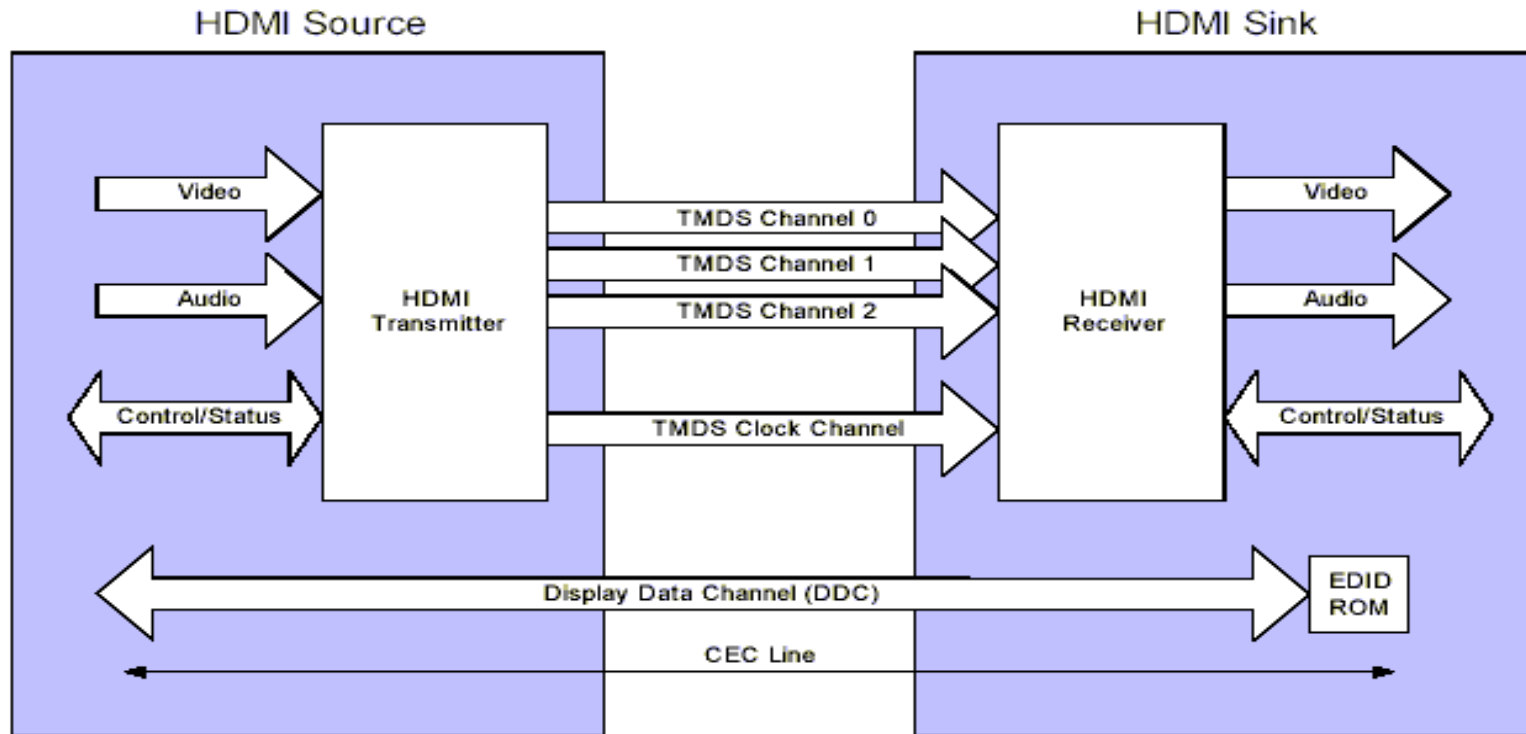 HDMI Source
HDMI Sink
Video
Audio
Control/Status
HDMI
Transmitter
TMDS Channel 0
TMDS Channel 1
TMDS Channel 2
TMDS Clock Channel
HDMI
Receiver
Video
Audio
Control/Status
Display Data Channel (DDC)
EDID
ROM
CEC Line